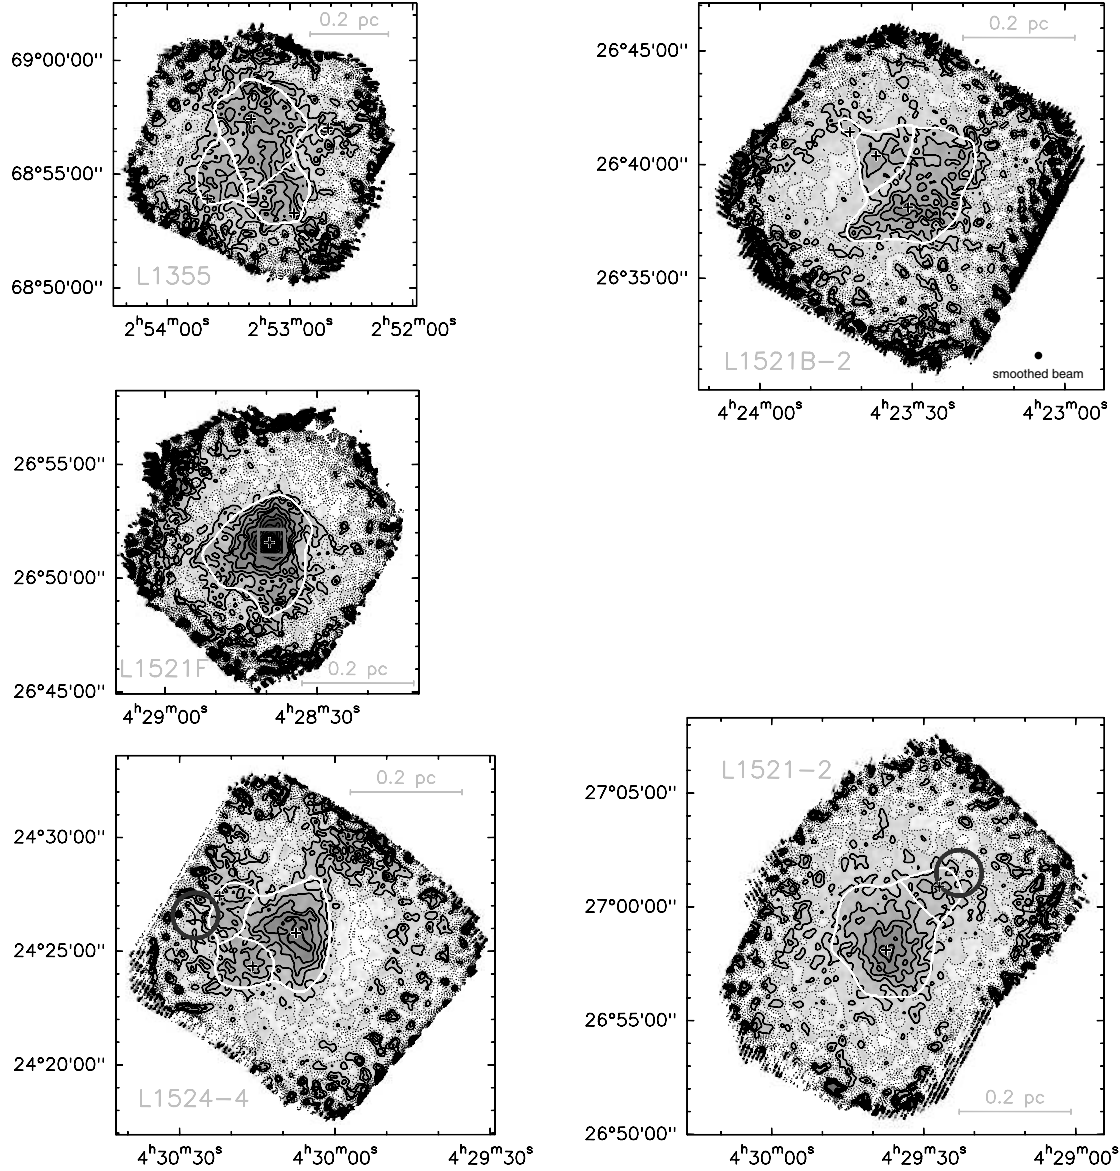 0.2 pc
69°00'00"
68°55'00"
68°50'00"
L1355
2ʰ54ᵐ00ˢ 2ʰ53ᵐ00ˢ 2ʰ52ᵐ00ˢ
0.2 pc
26°45'00"
26°40'00"
26°35'00"
L1521B-2
smoothed beam
4ʰ24ᵐ00ˢ 4ʰ23ᵐ30ˢ 4ʰ23ᵐ00ˢ
26°55'00"
26°50'00"
26°45'00"
L1521F
0.2 pc
4ʰ29ᵐ00ˢ 4ʰ28ᵐ30ˢ
0.2 pc
24°30'00"
24°25'00"
24°20'00"
L1524-4
4ʰ30ᵐ30ˢ 4ʰ30ᵐ00ˢ 4ʰ29ᵐ30ˢ
L1521-2
27°05'00"
27°00'00"
26°55'00"
26°50'00"
0.2 pc
4ʰ30ᵐ00ˢ 4ʰ29ᵐ30ˢ 4ʰ29ᵐ00ˢ